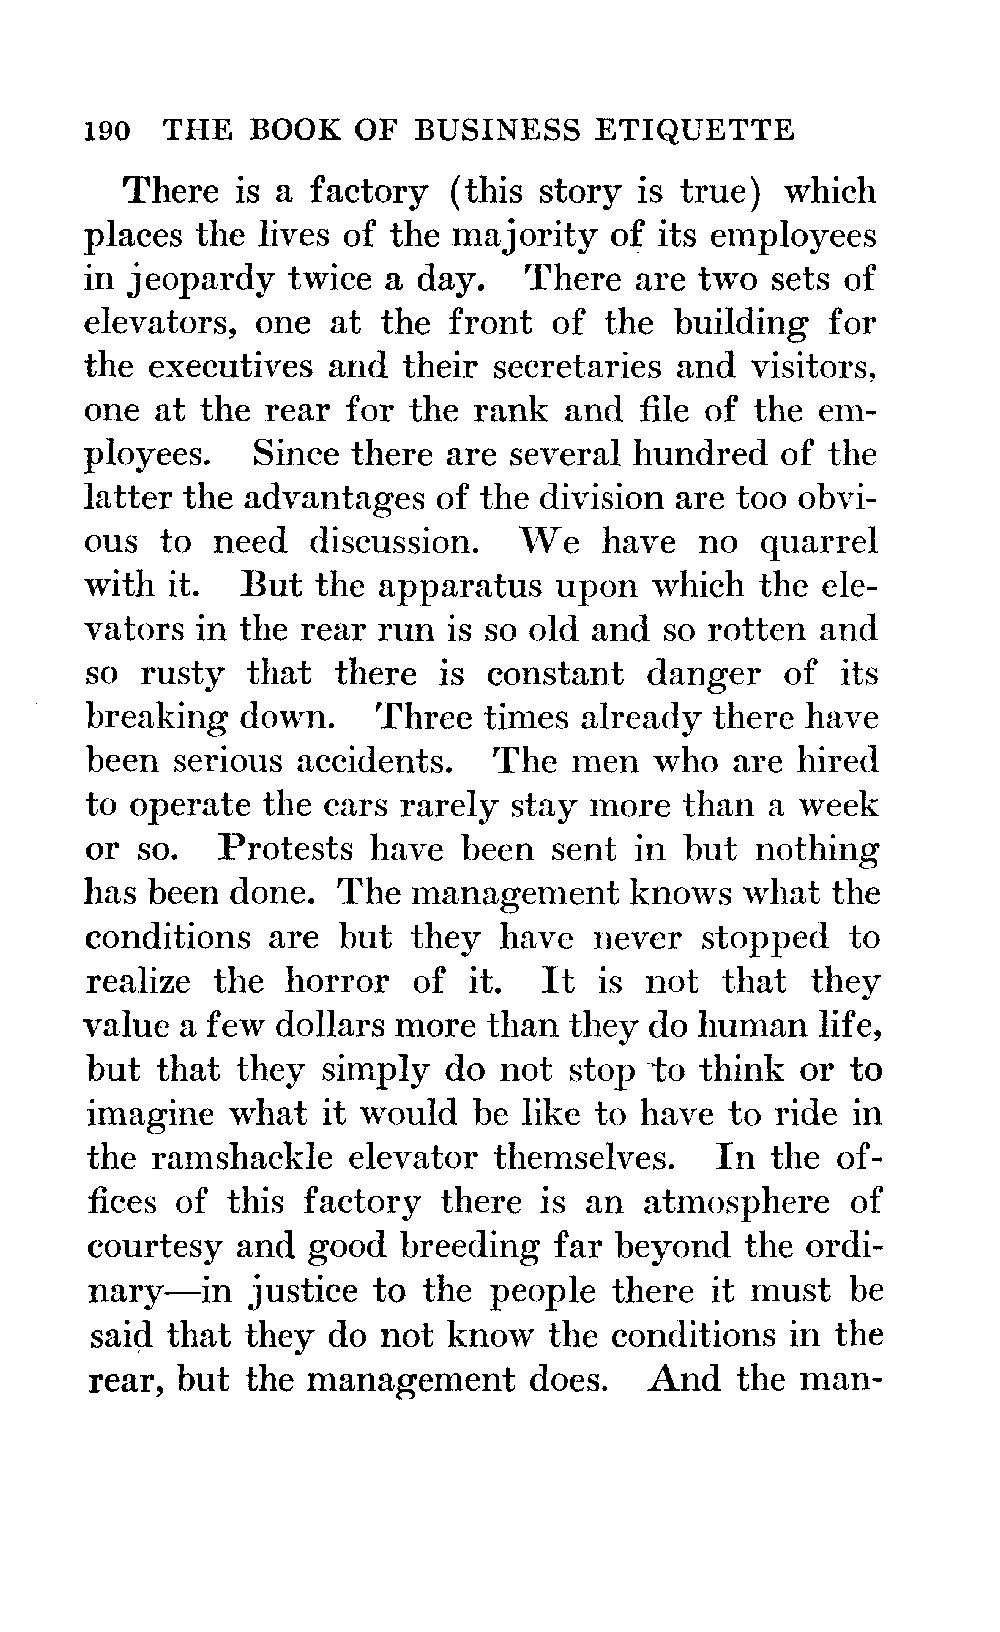 190 THE BOOK OF BUSINESS ETIQUETTE
There is a factory (this story is true) which
places the lives of the majority of its employees
in jeopardy twice a day. There are two sets of
elevators, one at the front of the building for
the executives and their secretaries and visitors,
one at the rear for the rank and file of the em-
ployees. Since there are several hundred of the
latter the advantages of the division are too obvi-
ous to need discussion. We have no quarrel
with it. But the apparatus upon which the ele-
vators in the rear run is so old and so rotten and
so rusty that there is constant danger of its
breaking down. Three times already there have
been serious accidents. The men who are hired
to operate the cars rarely stay more than a week
or so. Protests have been sent in but nothing
has been done. The management knows what the
conditions are but they have never stopped to
realize the horror of it. It is not that they
value a few dollars more than they do human life,
but that they simply do not stop to think or to
imagine what it would be like to have to ride in
the ramshackle elevator themselves. In the of-
fices of this factory there is an atmosphere of
courtesy and good breeding far beyond the ordi-
nary—in justice to the people there it must be
said that they do not know the conditions in the
rear, but the management does. And the man-